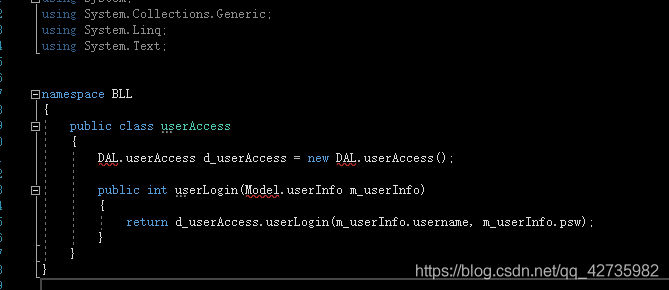 using System;
using System.Collections.Generic;
using System.Linq;
using System.Text;
namespace BLL
{
public class userAccess
{
DAL.userAccess d_userAccess = new DAL.userAccess();
public int userLogin(Model.userInfo m_userInfo)
{
return d_userAccess.userLogin(m_userInfo.username, m_userInfo.psw);
}
}
}
https://blog.csdn.net/qq_42735982